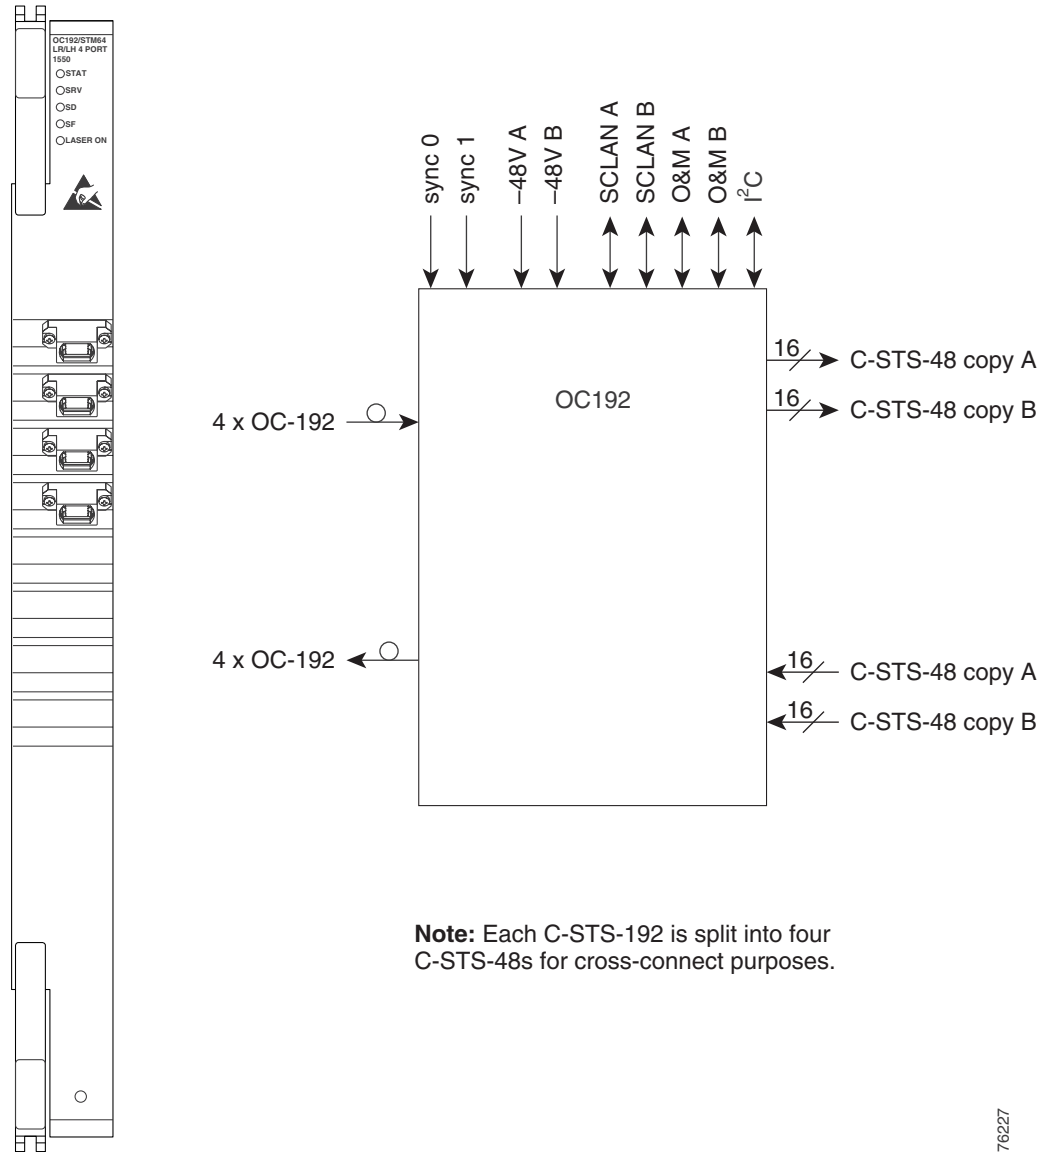 OC192/STM64
LR/LH 4 PORT
1550
STAT
SRV
SD
SF
LASER ON
sync 0
sync 1
–48V A
–48V B
SCLAN A
SCLAN B
O&M A
O&M B
I²C
OC192
16
C-STS-48 copy A
16
C-STS-48 copy B
4 x OC-192
4 x OC-192
16
C-STS-48 copy A
16
C-STS-48 copy B
Note: Each C-STS-192 is split into four
C-STS-48s for cross-connect purposes.
76227